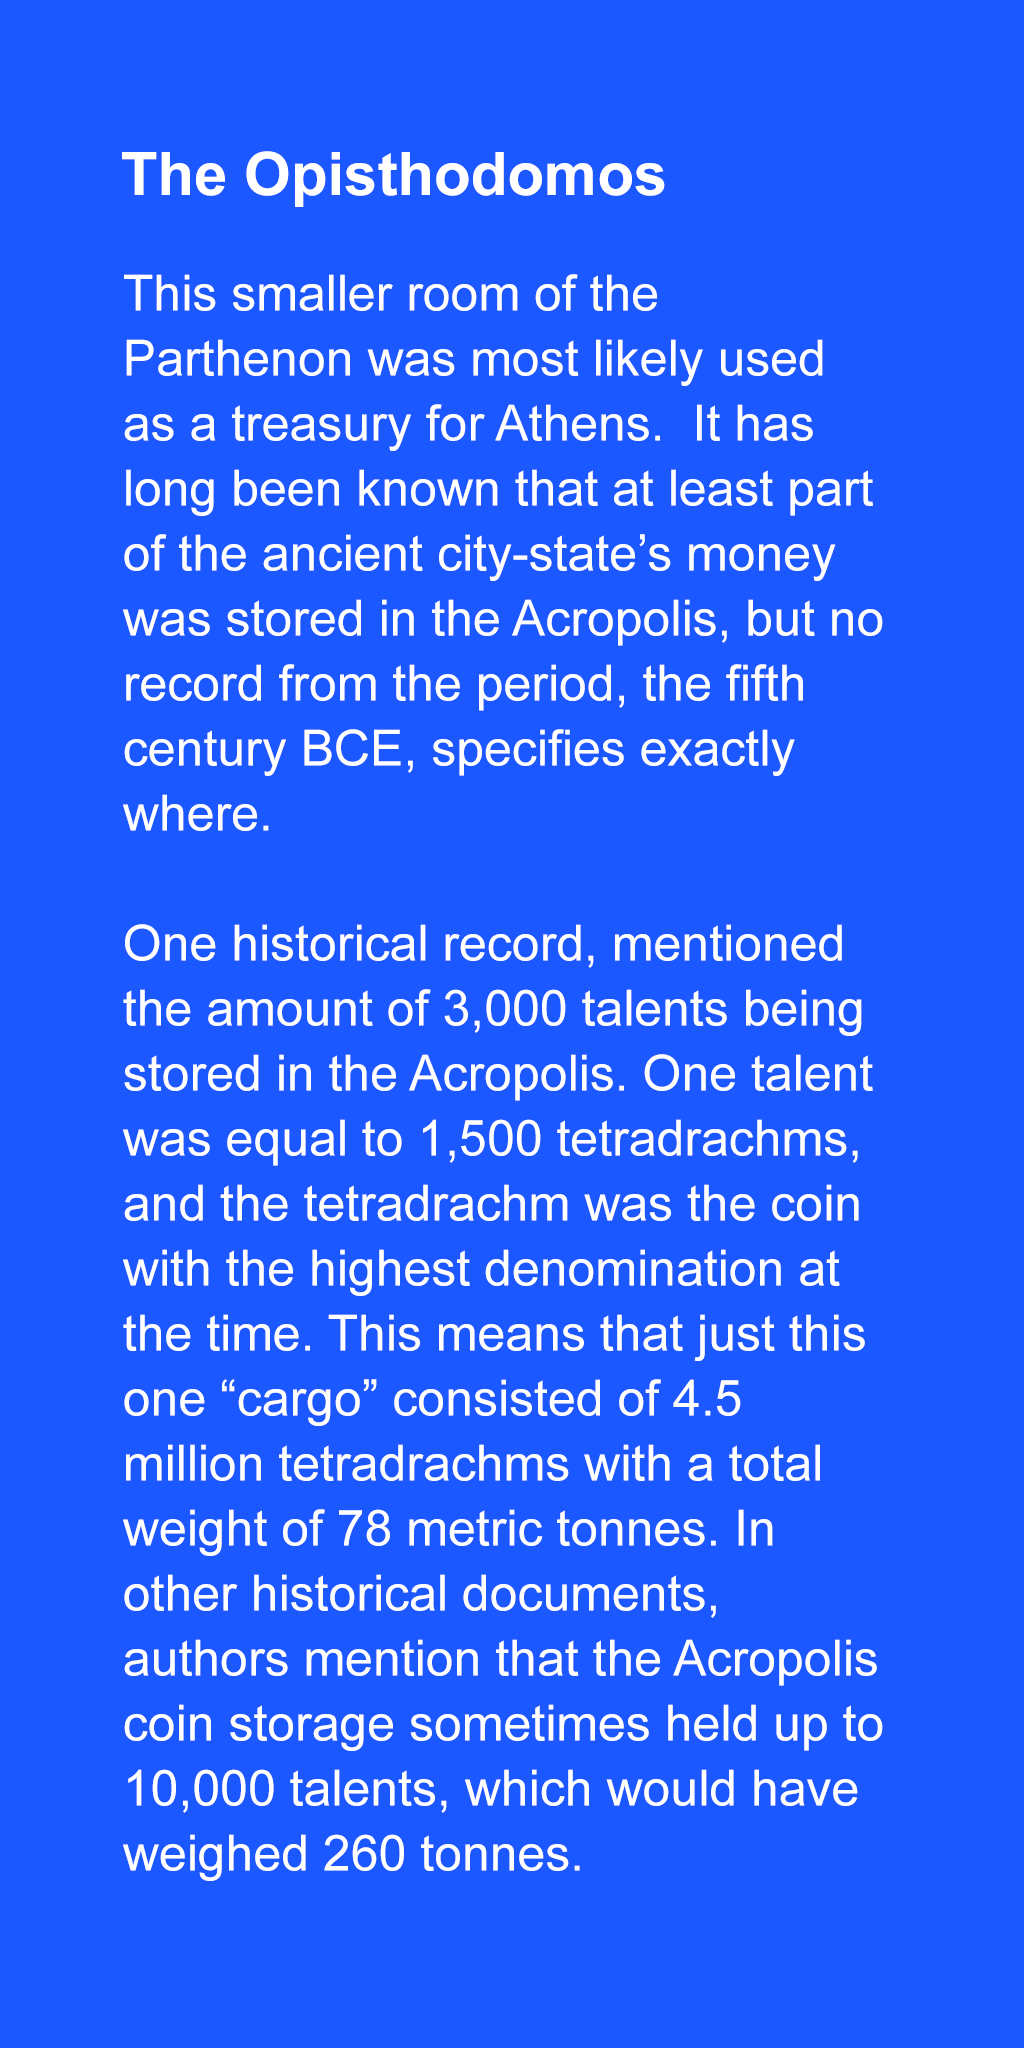 The Opisthodomos
This smaller room of the
Parthenon was most likely used
as a treasury for Athens.  It has
long been known that at least part
of the ancient city-state’s money
was stored in the Acropolis, but no
record from the period, the fifth
century BCE, specifies exactly
where.
One historical record, mentioned
the amount of 3,000 talents being
stored in the Acropolis. One talent
was equal to 1,500 tetradrachms,
and the tetradrachm was the coin
with the highest denomination at
the time. This means that just this
one “cargo” consisted of 4.5
million tetradrachms with a total
weight of 78 metric tonnes. In
other historical documents,
authors mention that the Acropolis
coin storage sometimes held up to
10,000 talents, which would have
weighed 260 tonnes.